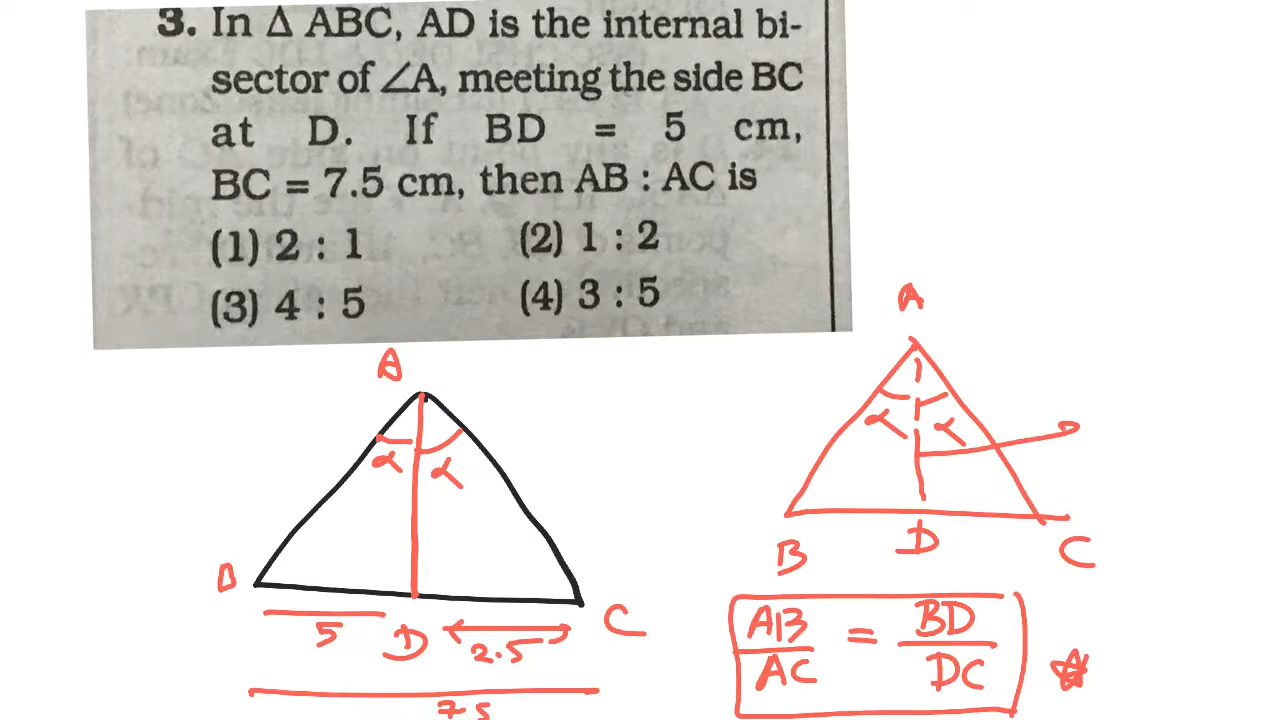 3. In Δ ABC, AD is the internal bi-
sector of ∠A, meeting the side BC
at D. If BD = 5 cm,
BC = 7.5 cm, then AB : AC is
(1) 2 : 1 (2) 1 : 2
(3) 4 : 5 (4) 3 : 5
A
α α
B
5 D 2.5 C
7.5
A
α α
B D C
AB/AC = BD/DC